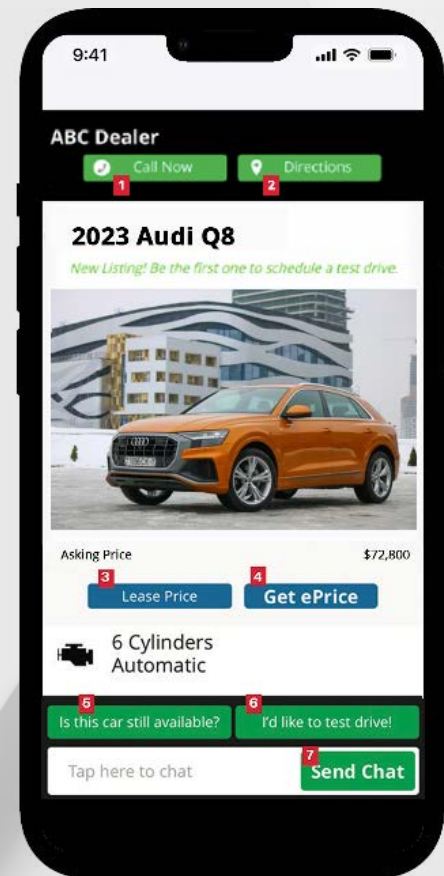 9:41
ABC Dealer
Call Now
Directions
1
2
2023 Audi Q8
New Listing! Be the first one to schedule a test drive.
Asking Price $72,800
3
4
Lease Price
Get ePrice
6 Cylinders
Automatic
5
6
Is this car still available?
I'd like to test drive!
7
Tap here to chat
Send Chat